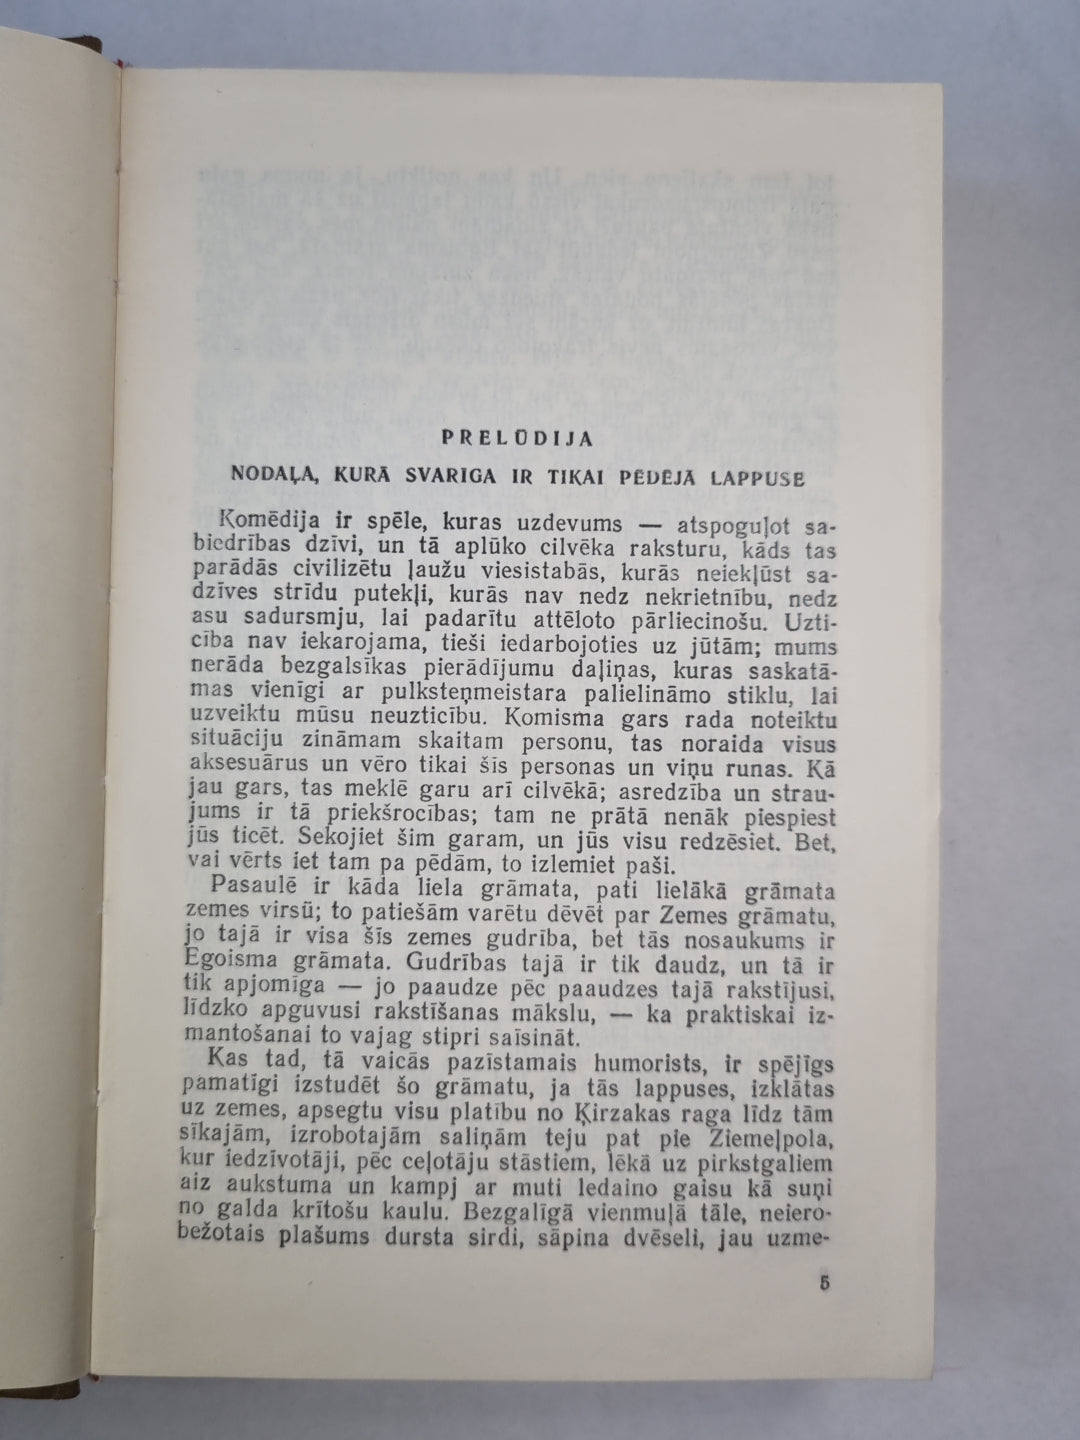 PRELŪDIJA
NODAĻA, KURĀ SVARĪGA IR TIKAI PĒDĒJĀ LAPPUSE
Komēdija ir spēle, kuras uzdevums — atspoguļot sa-
biedrības dzīvi, un tā aplūko cilvēka raksturu, kāds tas
parādās civilizētu ļaužu viesistabās, kurās neiekļūst sa-
dzīves strīdu putekļi, kurās nav nedz nekrietnību, nedz
asu sadursmju, lai padarītu attēloto pārliecinošu. Uzti-
cība nav iekarojama, tieši iedarbojoties uz jūtām; mums
nerāda bezgalsīkas pierādījumu daļiņas, kuras saskatā-
mas vienīgi ar pulksteņmeistara palielināmo stiklu, lai
uzveiktu mūsu neuzticību. Komisma gars rada noteiktu
situāciju zināmam skaitam personu, tas noraida visus
aksesuārus un vēro tikai šīs personas un viņu runas. Kā
jau gars, tas meklē garu arī cilvēkā; asredzība un strau-
jums ir tā priekšrocības; tam ne prātā nenāk piespiest
jūs ticēt. Sekojiet šim garam, un jūs visu redzēsiet. Bet,
vai vērts iet tam pa pēdām, to izlemiet paši.
Pasaulē ir kāda liela grāmata, pati lielākā grāmata
zemes virsū; to patiešām varētu dēvēt par Zemes grāmatu,
jo tajā ir visa šīs zemes gudrība, bet tās nosaukums ir
Egoisma grāmata. Gudrības tajā ir tik daudz, un tā ir
tik apjomīga — jo paaudze pēc paaudzes tajā rakstījusi,
līdzko apguvusi rakstīšanas mākslu, — ka praktiskai iz-
mantošanai to vajag stipri saīsināt.
Kas tad, tā vaicās pazīstamais humorists, ir spējīgs
pamatīgi izstudēt šo grāmatu, ja tās lappuses, izklātas
uz zemes, apsegtu visu platību no Ķirzakas raga līdz tām
sīkajām, izrobotajām saliņām teju pat pie Ziemeļpola,
kur iedzīvotāji, pēc ceļotāju stāstiem, lēkā uz pirkstgaliem
aiz aukstuma un kampj ar muti ledaino gaisu kā suņi
no galda krītošu kaulu. Bezgalīgā vienmuļā tāle, neiero-
bežotais plašums dursta sirdi, sāpina dvēseli, jau uzme-
5